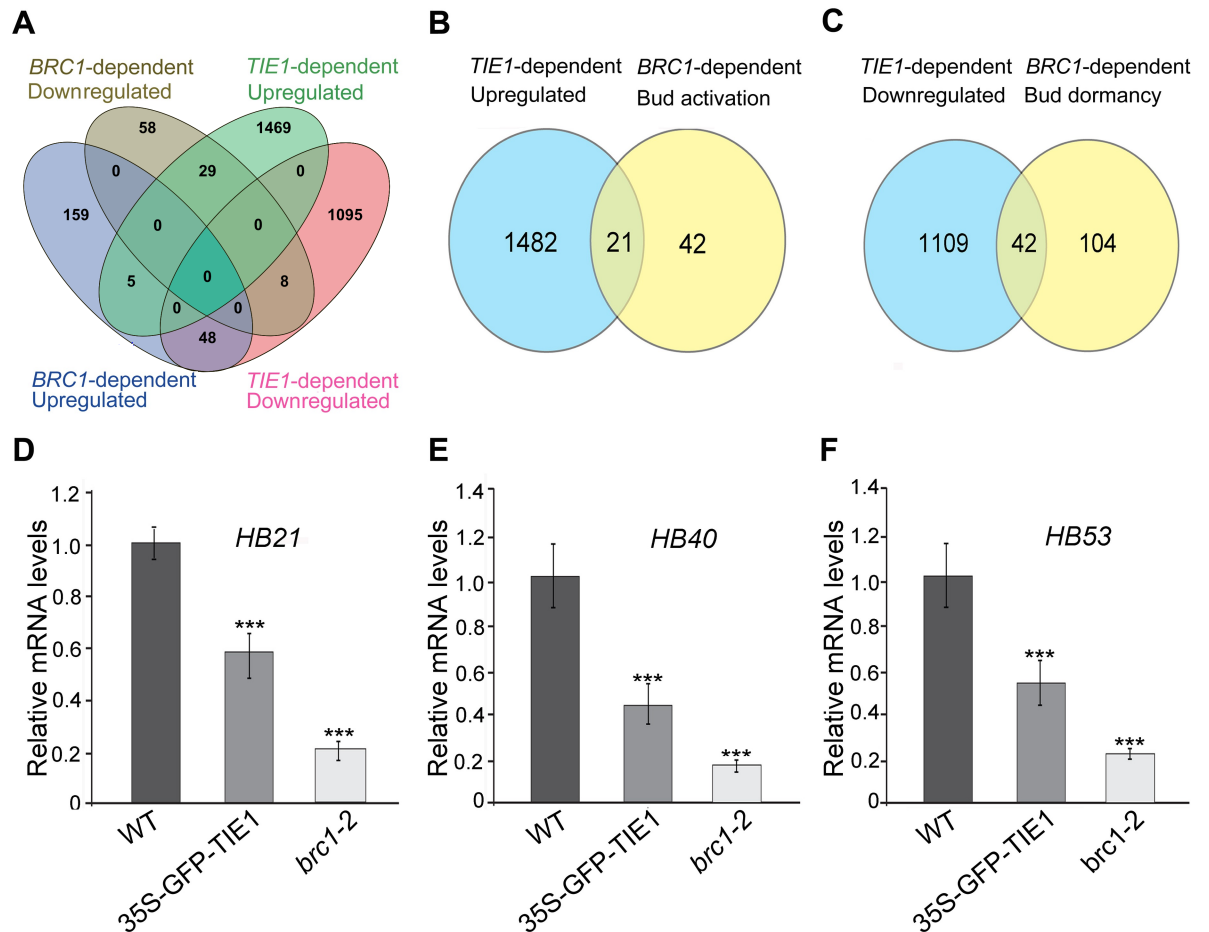 A
BRC1-dependent
Downregulated
TIE1-dependent
Upregulated
58
1469
0
29
0
159
1095
0
0
5
0
8
0
0
48
BRC1-dependent
Upregulated
TIE1-dependent
Downregulated
B
TIE1-dependent
Upregulated
BRC1-dependent
Bud activation
1482
21
42
C
TIE1-dependent
Downregulated
BRC1-dependent
Bud dormancy
1109
42
104
D
Relative mRNA levels
1.2
1.0
0.8
0.6
0.4
0.2
0
HB21
***
***
WT
35S-GFP-TIE1
brc1-2
E
Relative mRNA levels
1.4
1.2
1.0
0.8
0.6
0.4
0.2
0
HB40
***
***
WT
35S-GFP-TIE1
brc1-2
F
Relative mRNA levels
1.4
1.2
1.0
0.8
0.6
0.4
0.2
0
HB53
***
***
WT
35S-GFP-TIE1
brc1-2